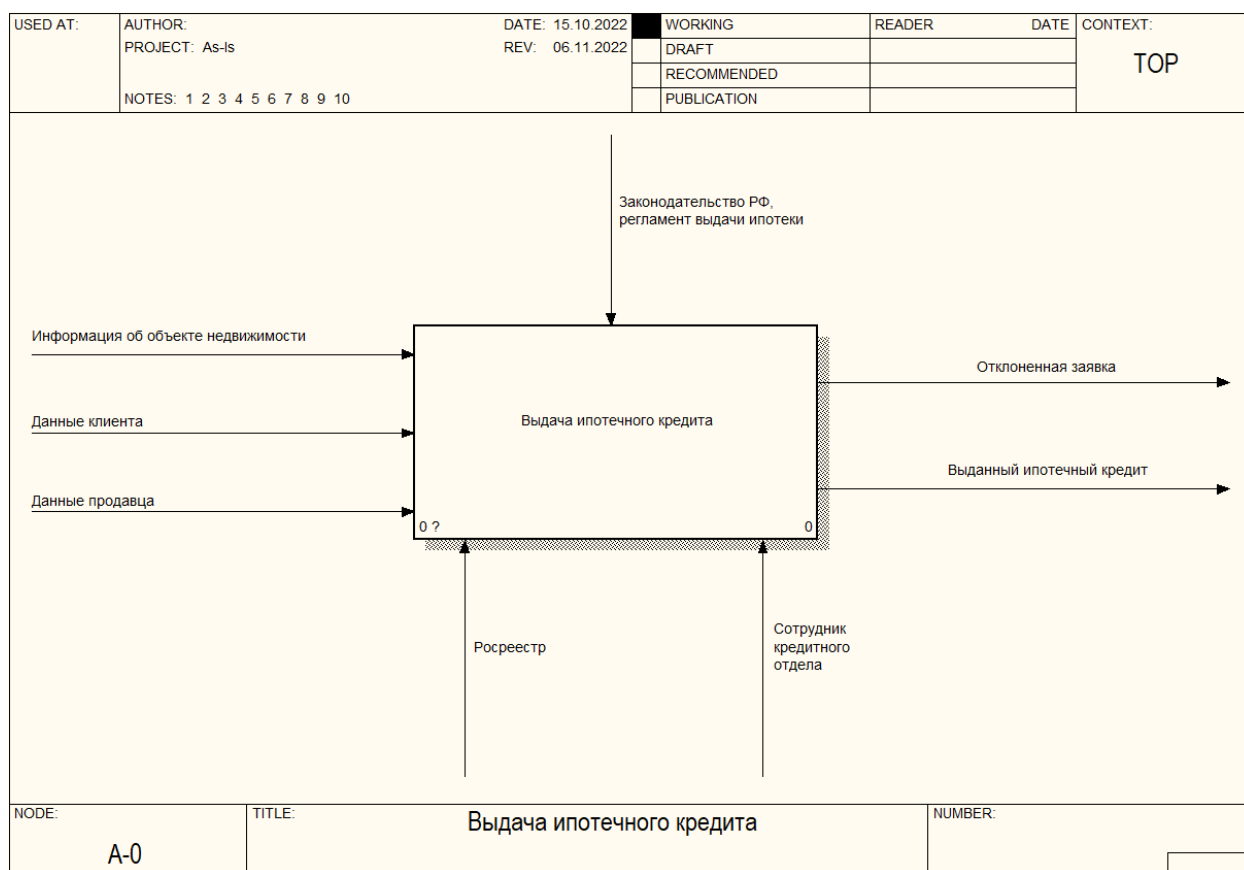 USED AT:
AUTHOR:
DATE: 15.10.2022
WORKING
READER
DATE
CONTEXT:
PROJECT: As-Is
REV: 06.11.2022
DRAFT
TOP
RECOMMENDED
NOTES: 1 2 3 4 5 6 7 8 9 10
PUBLICATION
Законодательство РФ,
регламент выдачи ипотеки
Информация об объекте недвижимости
Данные клиента
Данные продавца
Выдача ипотечного кредита
0 ?
0
Отклоненная заявка
Выданный ипотечный кредит
Росреестр
Сотрудник
кредитного
отдела
NODE:
A-0
TITLE:
Выдача ипотечного кредита
NUMBER: